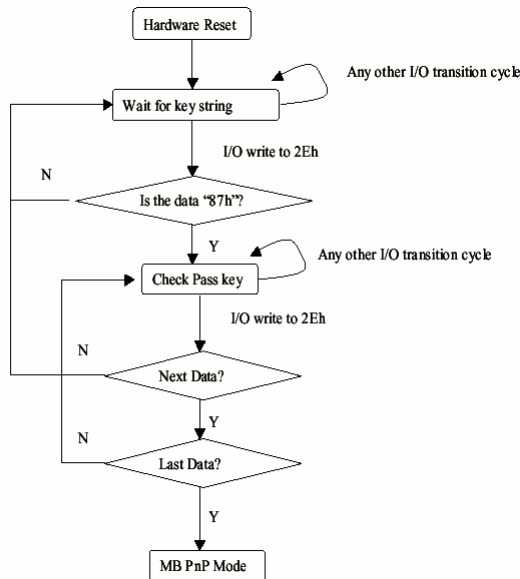 Hardware Reset
Any other I/O transition cycle
Wait for key string
I/O write to 2Eh
N
Is the data “87h”?
Y
Any other I/O transition cycle
Check Pass key
I/O write to 2Eh
N
Next Data?
Y
N
Last Data?
Y
MB PnP Mode